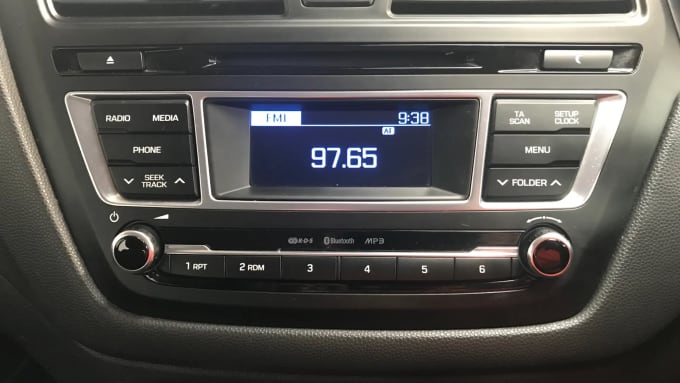 FM1 9:38
AF
97.65
RADIO MEDIA
PHONE
SEEK
TRACK
TA
SCAN
SETUP
CLOCK
MENU
FOLDER
R·D·S Bluetooth MP3
1 RPT 2 RDM 3 4 5 6